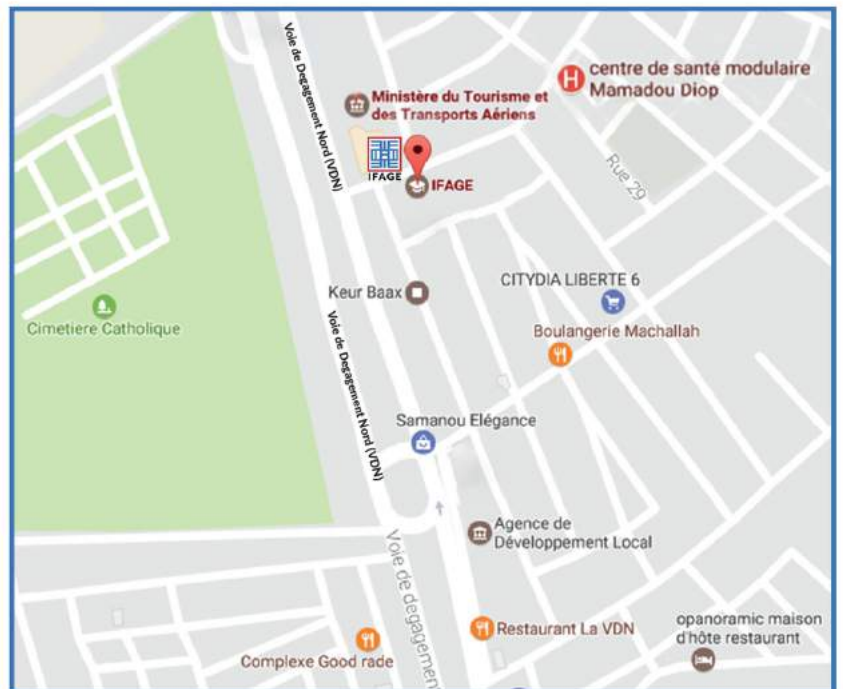 Voie de Degagement Nord (VDN)
centre de santé modulaire
Mamadou Diop
H
Ministère du Tourisme et
des Transports Aériens
IFAGE
IFAGE
Rue 29
Keur Baax
CITYDIA LIBERTE 6
Cimetiere Catholique
Boulangerie Machallah
Voie de Degagement Nord (VDN)
Samanou Elégance
Agence de
Développement Local
Voie de degagement
Restaurant La VDN
opanoramic maison
d'hôte restaurant
Complexe Good rade